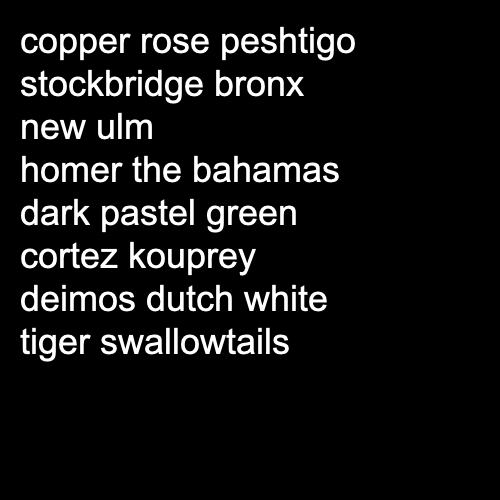 copper rose peshtigo
stockbridge bronx
new ulm
homer the bahamas
dark pastel green
cortez kouprey
deimos dutch white
tiger swallowtails